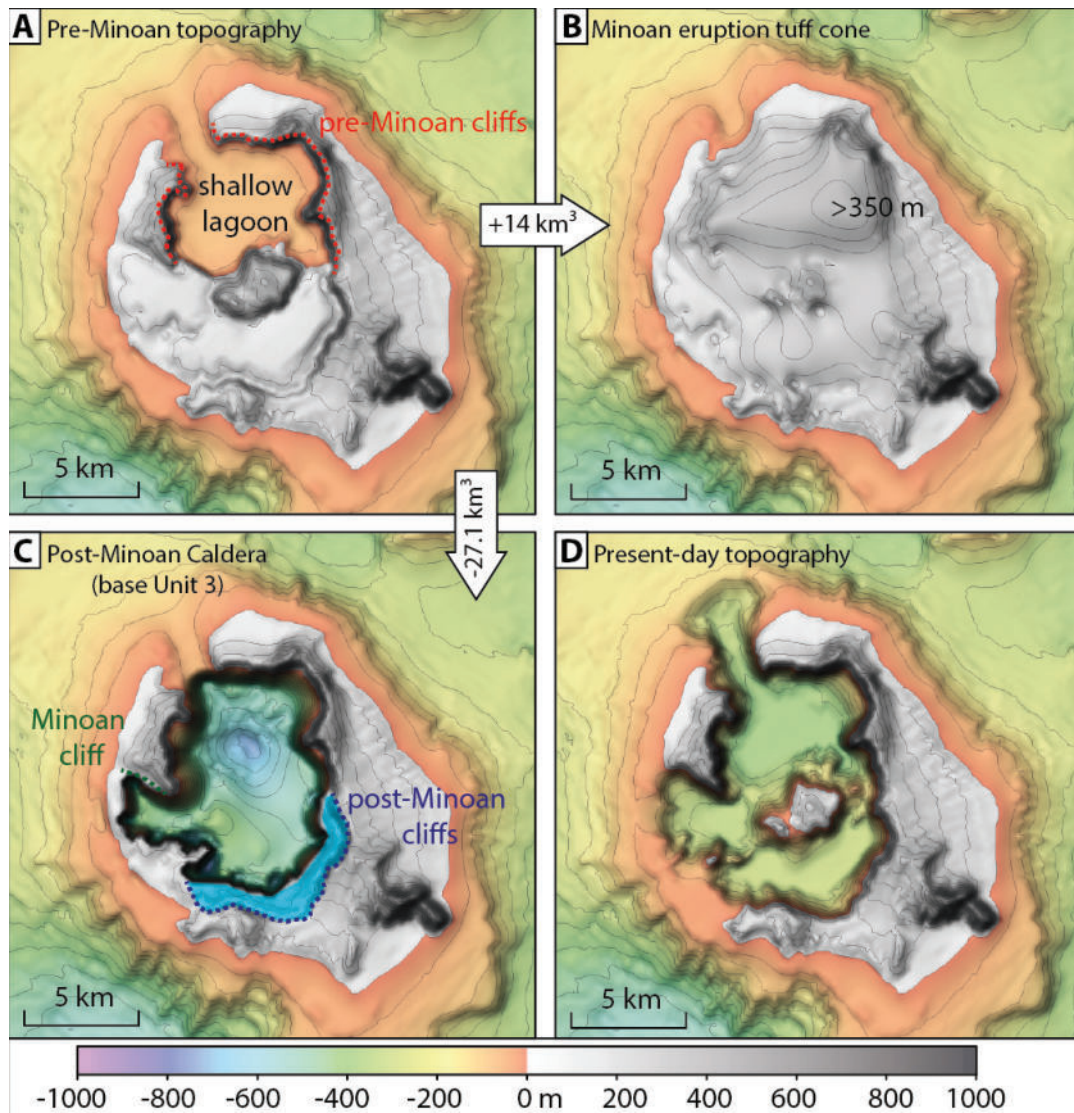 A Pre-Minoan topography
pre-Minoan cliffs
shallow
lagoon
5 km
+14 km³
B Minoan eruption tuff cone
>350 m
5 km
-27.1 km³
C Post-Minoan Caldera
(base Unit 3)
Minoan
cliff
post-Minoan
cliffs
5 km
D Present-day topography
5 km
-1000 -800 -600 -400 -200 0 m 200 400 600 800 1000